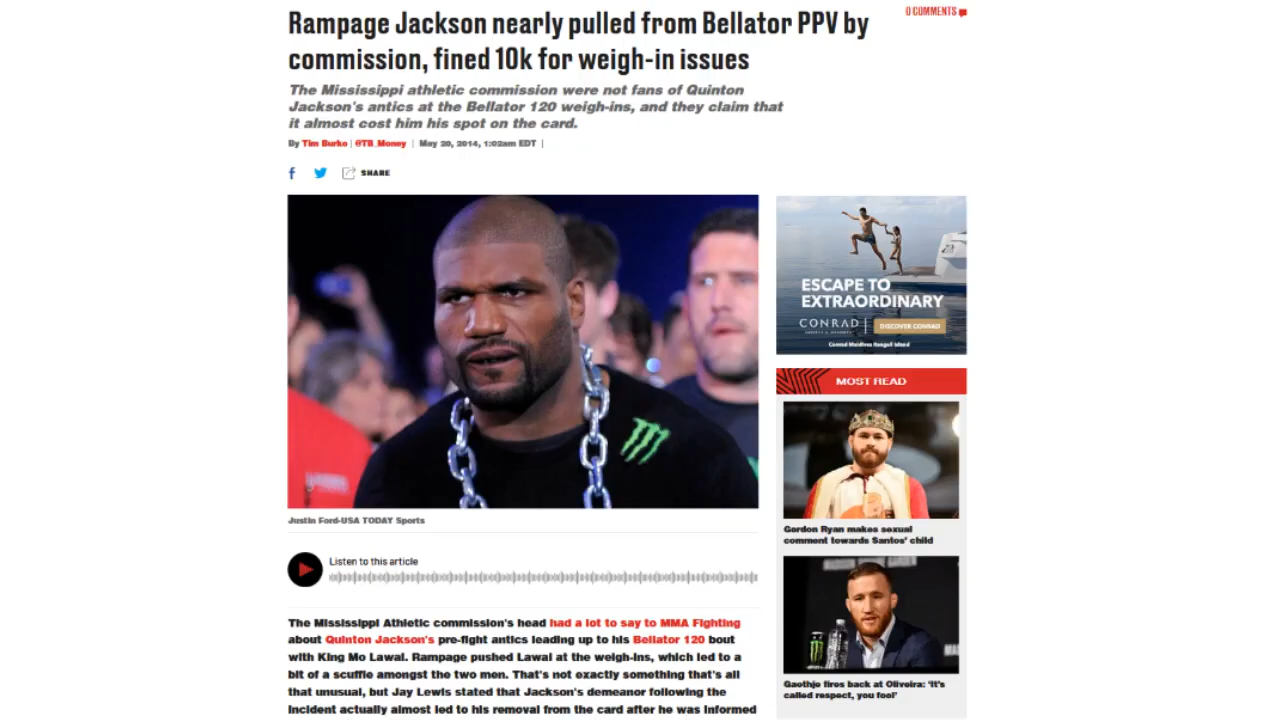 Rampage Jackson nearly pulled from Bellator PPV by
commission, fined 10k for weigh-in issues
0 COMMENTS
The Mississippi athletic commission were not fans of Quinton
Jackson's antics at the Bellator 120 weigh-ins, and they claim that
it almost cost him his spot on the card.
By Tim Burke | @TB_Money | May 20, 2014, 1:02am EDT |
SHARE
Justin Ford-USA TODAY Sports
Listen to this article
The Mississippi Athletic commission's head had a lot to say to MMA Fighting
about Quinton Jackson's pre-fight antics leading up to his Bellator 120 bout
with King Mo Lawal. Rampage pushed Lawal at the weigh-ins, which led to a
bit of a scuffle amongst the two men. That's not exactly something that's all
that unusual, but Jay Lewis stated that Jackson's demeanor following the
incident actually almost led to his removal from the card after he was informed
ESCAPE TO
EXTRAORDINARY
CONRAD
DISCOVER CONRAD
Conrad Maldives Rangali Island
MOST READ
Gordon Ryan makes sexual
comment towards Santos' child
Gaethje fires back at Oliveira: 'It's
called respect, you fool'